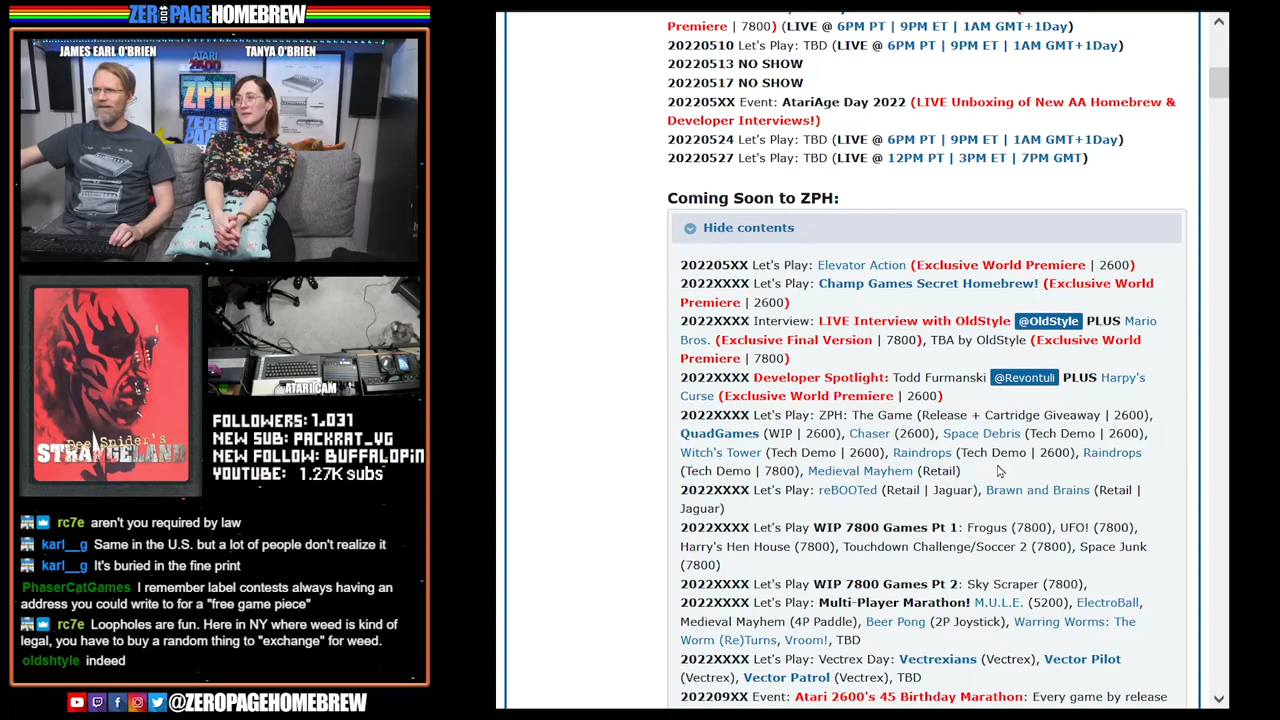 ZEROPAGEHOMEBREW
JAMES EARL O'BRIEN
TANYA O'BRIEN
ATARI
2600
ZPH
Dee Snider's
STRANGELAND
ATARI CAM
FOLLOWERS: 1,031
NEW SUB: PACKRAT_VG
NEW FOLLOW: BUFFALOPIN
YOUTUBE: 1.27K subs
rc7e aren't you required by law
karl__g Same in the U.S. but a lot of people don't realize it
karl__g It's buried in the fine print
PhaserCatGames I remember label contests always having an
address you could write to for a "free game piece"
rc7e Loopholes are fun. Here in NY where weed is kind of
legal, you have to buy a random thing to "exchange" for weed.
oldshtyle indeed
@ZEROPAGEHOMEBREW
Premiere | 7800) (LIVE @ 6PM PT | 9PM ET | 1AM GMT+1Day)
20220510 Let's Play: TBD (LIVE @ 6PM PT | 9PM ET | 1AM GMT+1Day)
20220513 NO SHOW
20220517 NO SHOW
202205XX Event: AtariAge Day 2022 (LIVE Unboxing of New AA Homebrew &
Developer Interviews!)
20220524 Let's Play: TBD (LIVE @ 6PM PT | 9PM ET | 1AM GMT+1Day)
20220527 Let's Play: TBD (LIVE @ 12PM PT | 3PM ET | 7PM GMT)
Coming Soon to ZPH:
Hide contents
202205XX Let's Play: Elevator Action (Exclusive World Premiere | 2600)
2022XXXX Let's Play: Champ Games Secret Homebrew! (Exclusive World
Premiere | 2600)
2022XXXX Interview: LIVE Interview with OldStyle @OldStyle PLUS Mario
Bros. (Exclusive Final Version | 7800), TBA by OldStyle (Exclusive World
Premiere | 7800)
2022XXXX Developer Spotlight: Todd Furmanski @Revontuli PLUS Harpy's
Curse (Exclusive World Premiere | 2600)
2022XXXX Let's Play: ZPH: The Game (Release + Cartridge Giveaway | 2600),
QuadGames (WIP | 2600), Chaser (2600), Space Debris (Tech Demo | 2600),
Witch's Tower (Tech Demo | 2600), Raindrops (Tech Demo | 2600), Raindrops
(Tech Demo | 7800), Medieval Mayhem (Retail)
2022XXXX Let's Play: reBOOTed (Retail | Jaguar), Brawn and Brains (Retail |
Jaguar)
2022XXXX Let's Play WIP 7800 Games Pt 1: Frogus (7800), UFO! (7800),
Harry's Hen House (7800), Touchdown Challenge/Soccer 2 (7800), Space Junk
(7800)
2022XXXX Let's Play WIP 7800 Games Pt 2: Sky Scraper (7800),
2022XXXX Let's Play: Multi-Player Marathon! M.U.L.E. (5200), ElectroBall,
Medieval Mayhem (4P Paddle), Beer Pong (2P Joystick), Warring Worms: The
Worm (Re)Turns, Vroom!, TBD
2022XXXX Let's Play: Vectrex Day: Vectrexians (Vectrex), Vector Pilot
(Vectrex), Vector Patrol (Vectrex), TBD
202209XX Event: Atari 2600's 45 Birthday Marathon: Every game by release